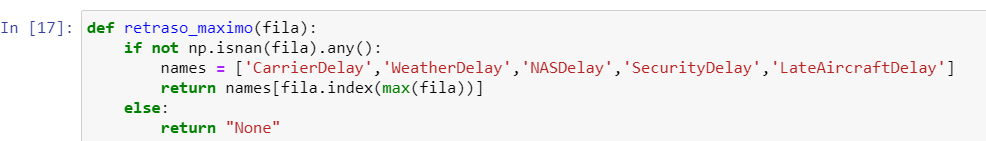 In [17]: def retraso_maximo(fila):
    if not np.isnan(fila).any():
        names = ['CarrierDelay','WeatherDelay','NASDelay','SecurityDelay','LateAircraftDelay']
        return names[fila.index(max(fila))]
    else:
        return "None"